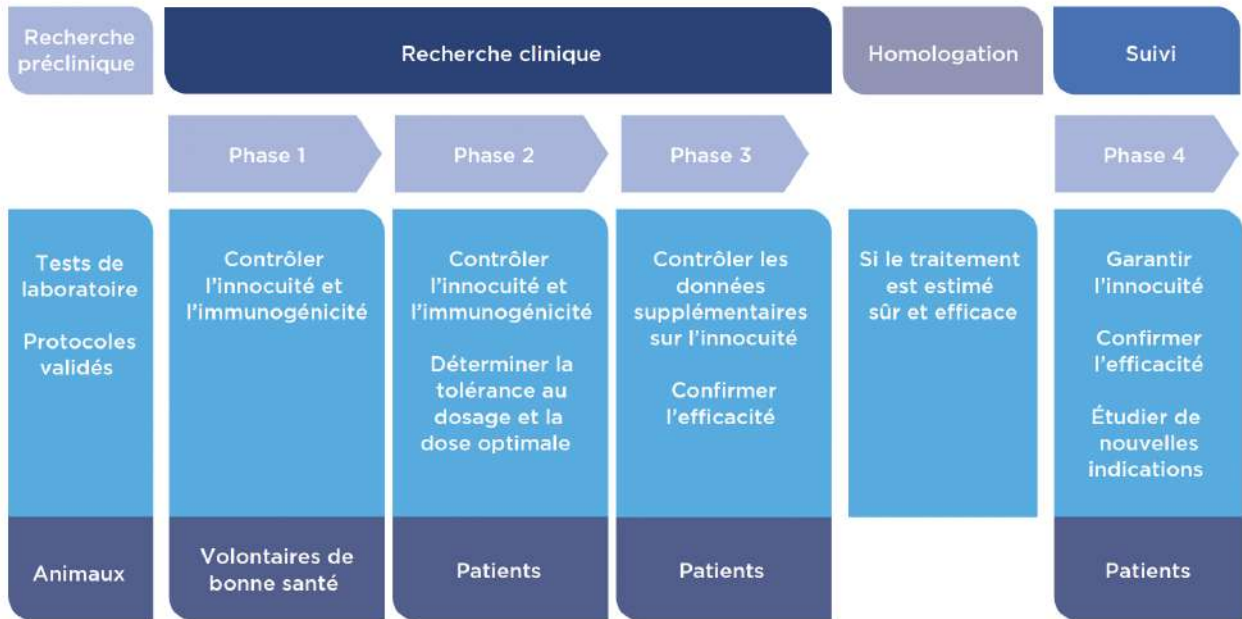 Recherche
préclinique
Recherche clinique
Homologation
Suivi
Phase 1
Phase 2
Phase 3
Phase 4
Tests de
laboratoire
Protocoles
validés
Contrôler
l'innocuité et
l'immunogénicité
Contrôler
l'innocuité et
l'immunogénicité
Déterminer la
tolérance au
dosage et la
dose optimale
Contrôler les
données
supplémentaires
sur l'innocuité
Confirmer
l'efficacité
Si le traitement
est estimé
sûr et efficace
Garantir
l'innocuité
Confirmer
l'efficacité
Étudier de
nouvelles
indications
Animaux
Volontaires de
bonne santé
Patients
Patients
Patients